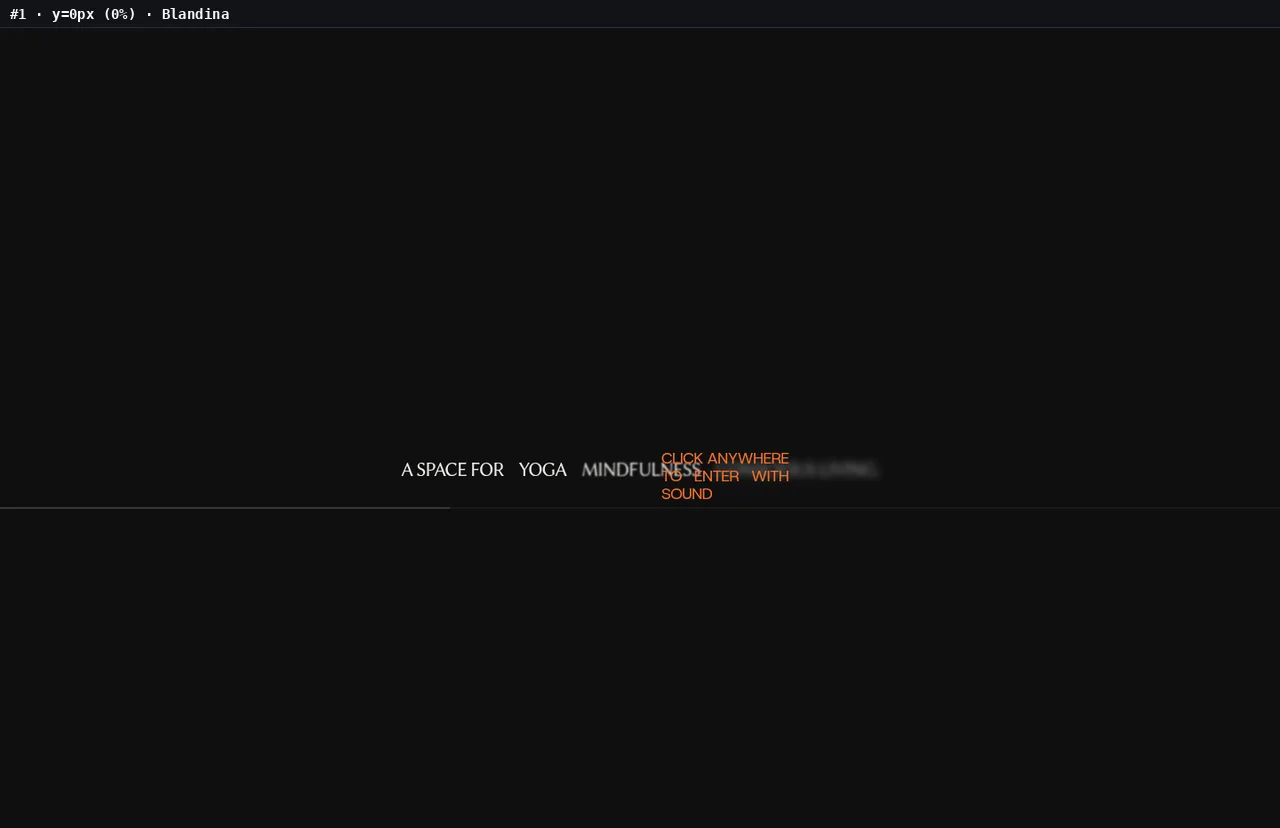 #1 · y=0px (0%) · Blandina
A SPACE FOR YOGA MINDFULNESS
CLICK ANYWHERE
TO ENTER WITH
SOUND